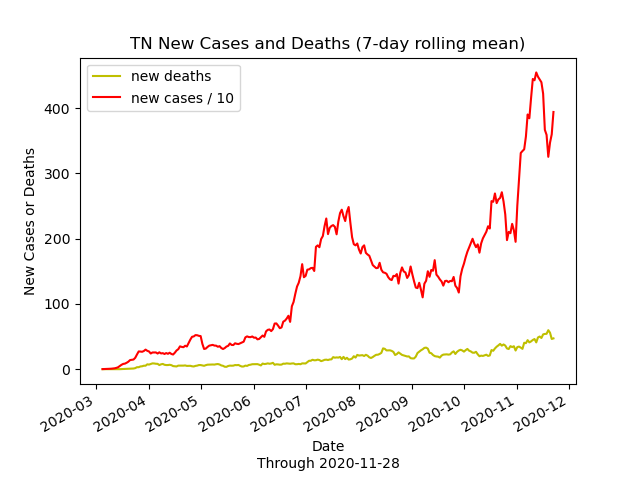 TN New Cases and Deaths (7-day rolling mean)
new deaths
new cases / 10
New Cases or Deaths
400
300
200
100
0
2020-03
2020-04
2020-05
2020-06
2020-07
2020-08
2020-09
2020-10
2020-11
2020-12
Date
Through 2020-11-28